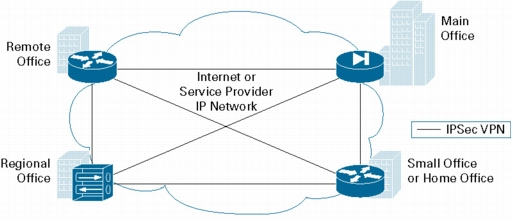 Remote
Office
Main
Office
Internet or
Service Provider
IP Network
IPSec VPN
Regional
Office
Small Office
or Home Office